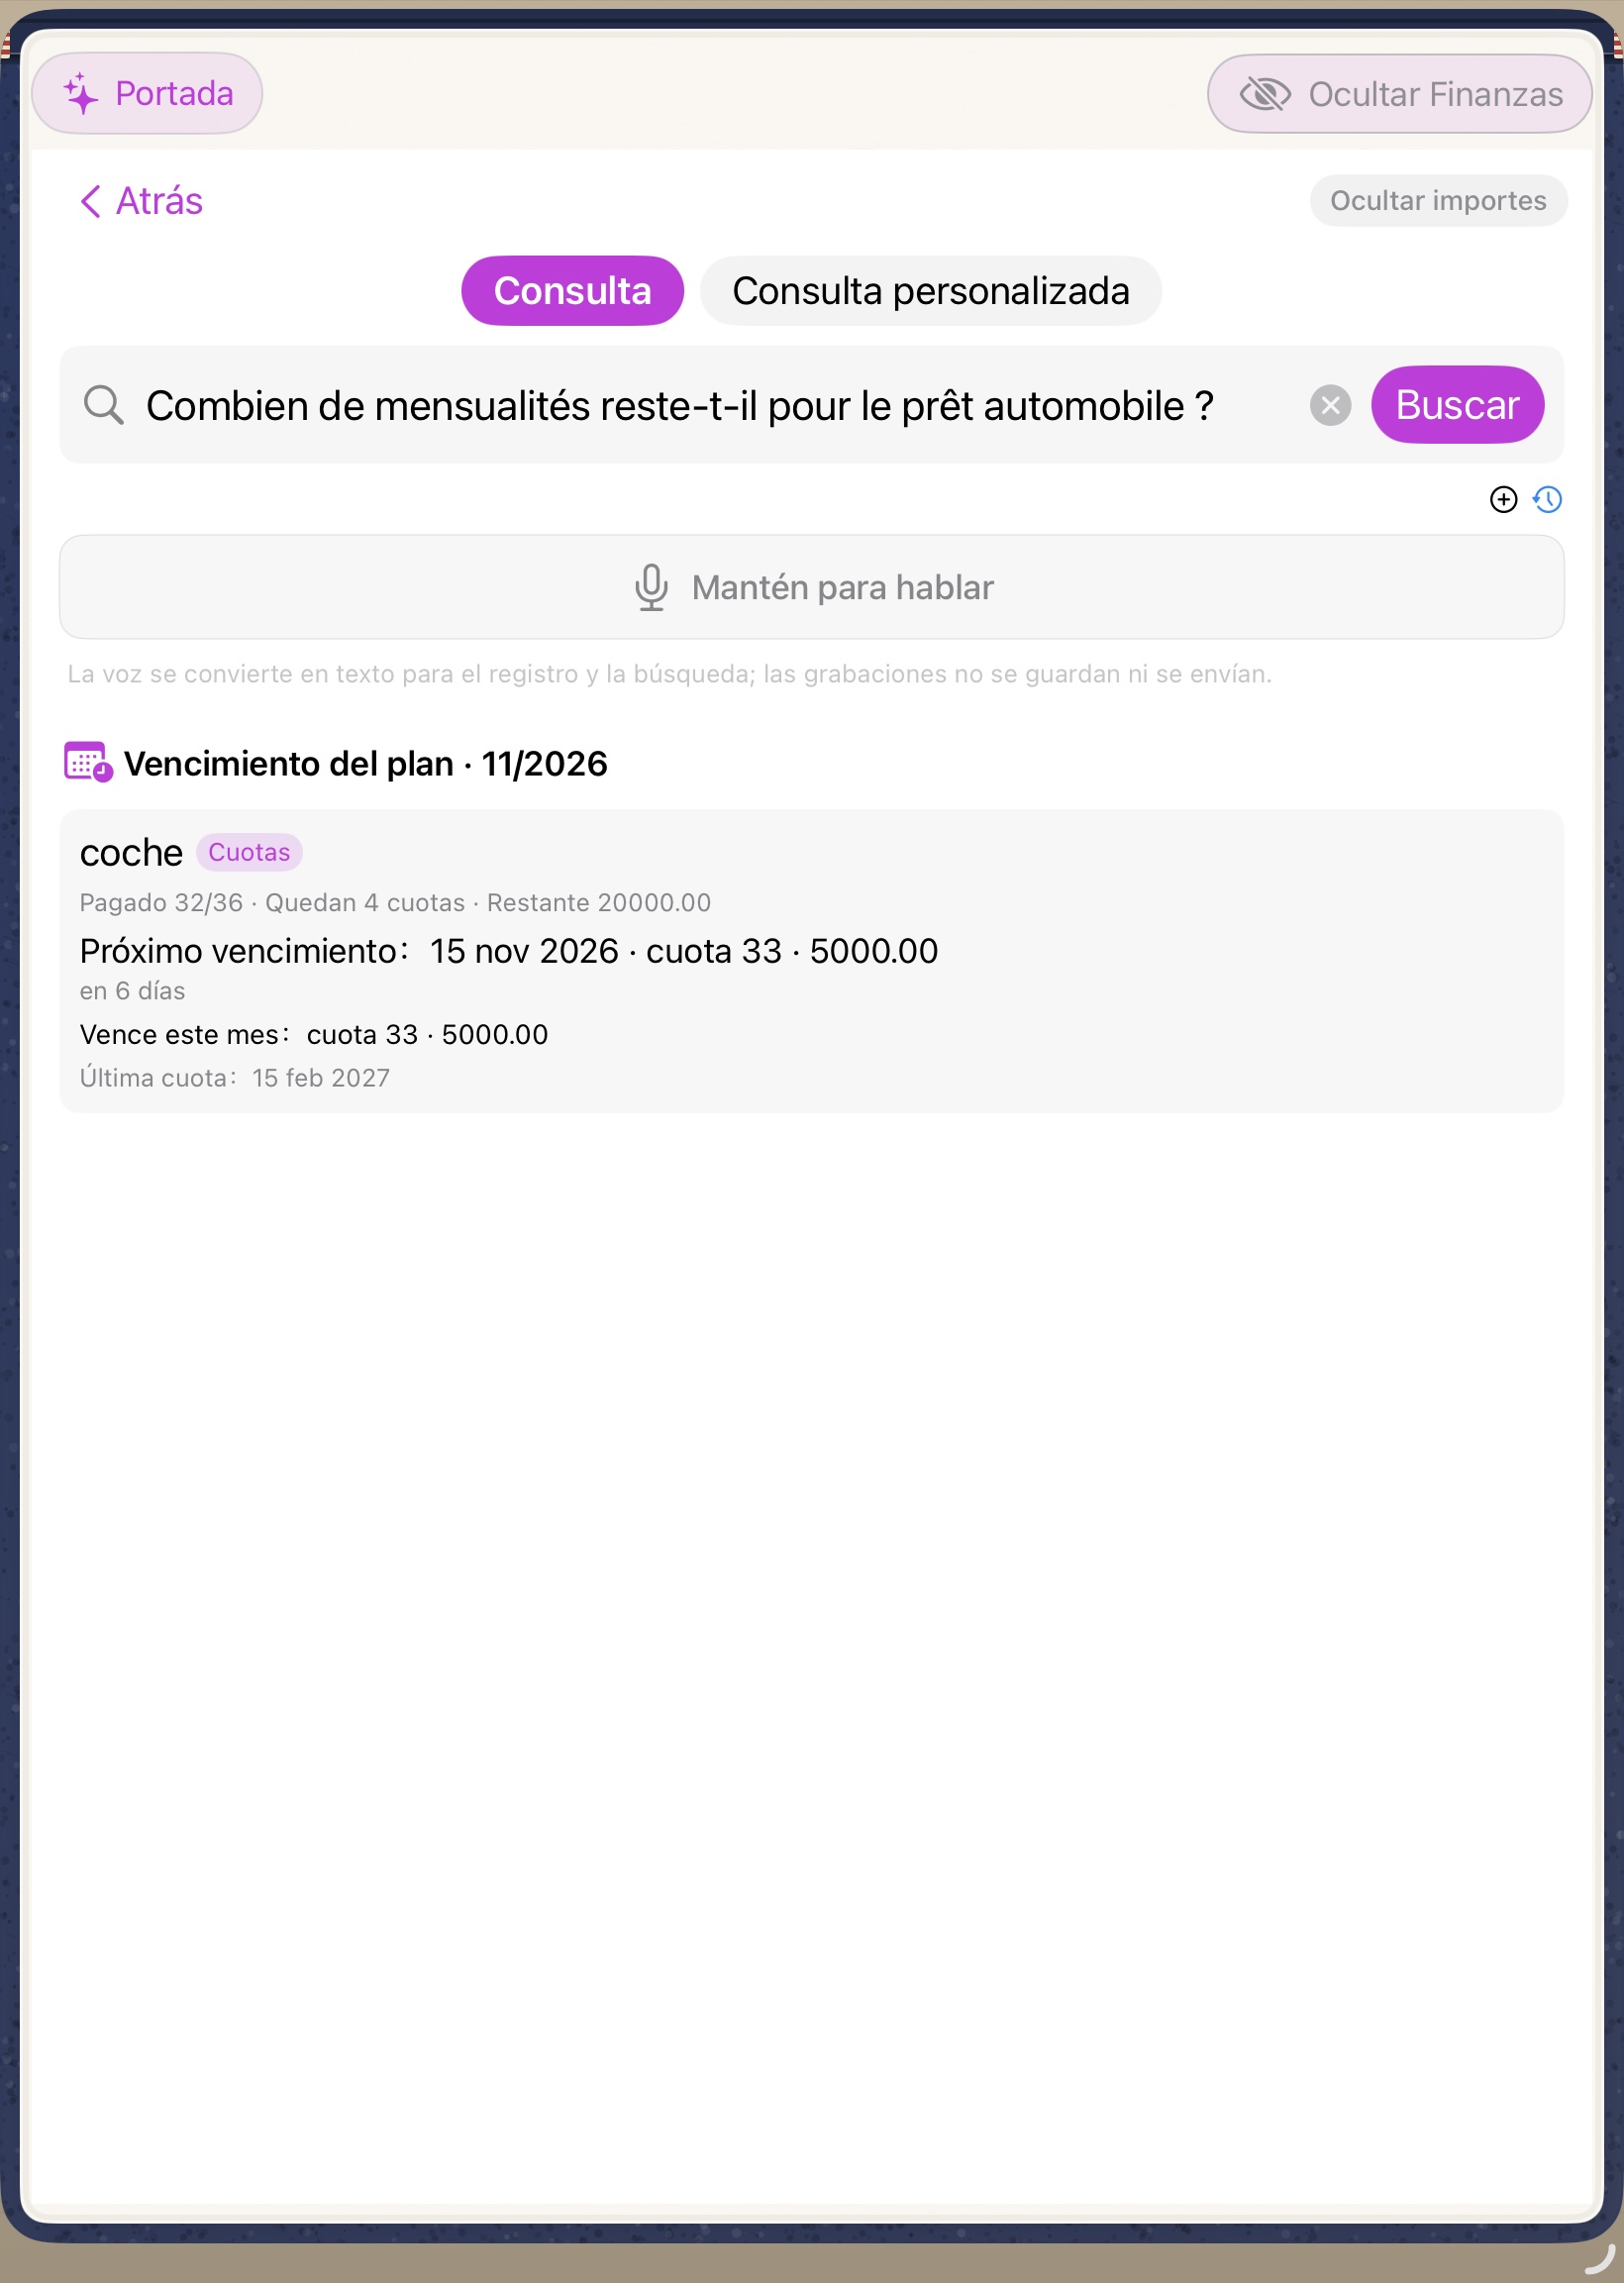 Portada
Ocultar Finanzas
Atrás
Ocultar importes
Consulta
Consulta personalizada
Combien de mensualités reste-t-il pour le prêt automobile ?
Buscar
Mantén para hablar
La voz se convierte en texto para el registro y la búsqueda; las grabaciones no se guardan ni se envían.
Vencimiento del plan · 11/2026
coche Cuotas
Pagado 32/36 · Quedan 4 cuotas · Restante 20000.00
Próximo vencimiento： 15 nov 2026 · cuota 33 · 5000.00
en 6 días
Vence este mes： cuota 33 · 5000.00
Última cuota： 15 feb 2027